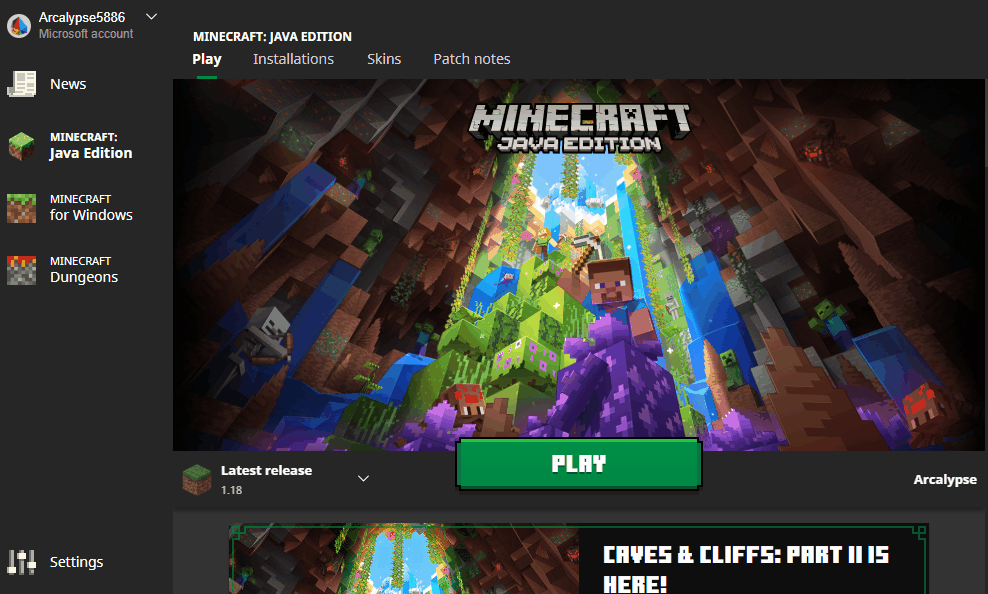 Arcalypse5886
Microsoft account
News
MINECRAFT:
Java Edition
MINECRAFT
for Windows
MINECRAFT
Dungeons
Settings
MINECRAFT: JAVA EDITION
Play Installations Skins Patch notes
MINECRAFT
JAVA EDITION
Latest release
1.18
PLAY
Arcalypse
CAVES & CLIFFS: PART II IS
HERE!